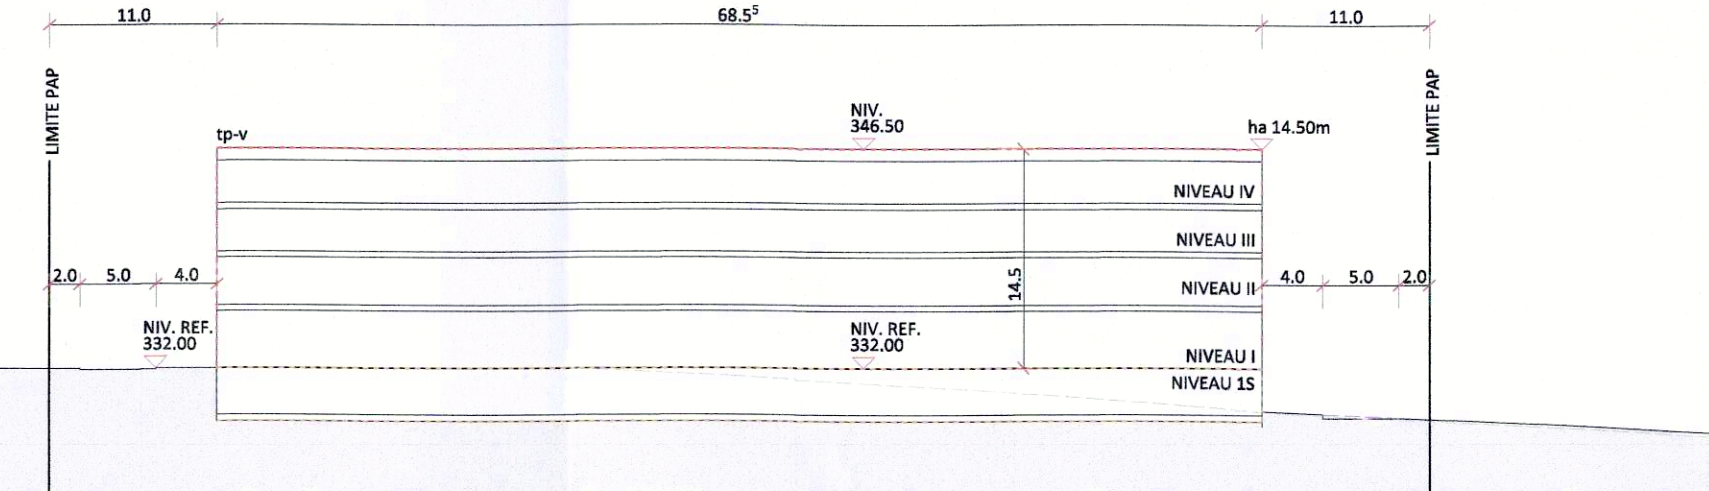 11.0
68.5⁵
11.0
LIMITE PAP
LIMITE PAP
tp-v
NIV.
346.50
ha 14.50m
NIVEAU IV
NIVEAU III
2.0 5.0 4.0
14.5
NIVEAU II
4.0 5.0 2.0
NIV. REF.
332.00
NIV. REF.
332.00
NIVEAU I
NIVEAU 1S